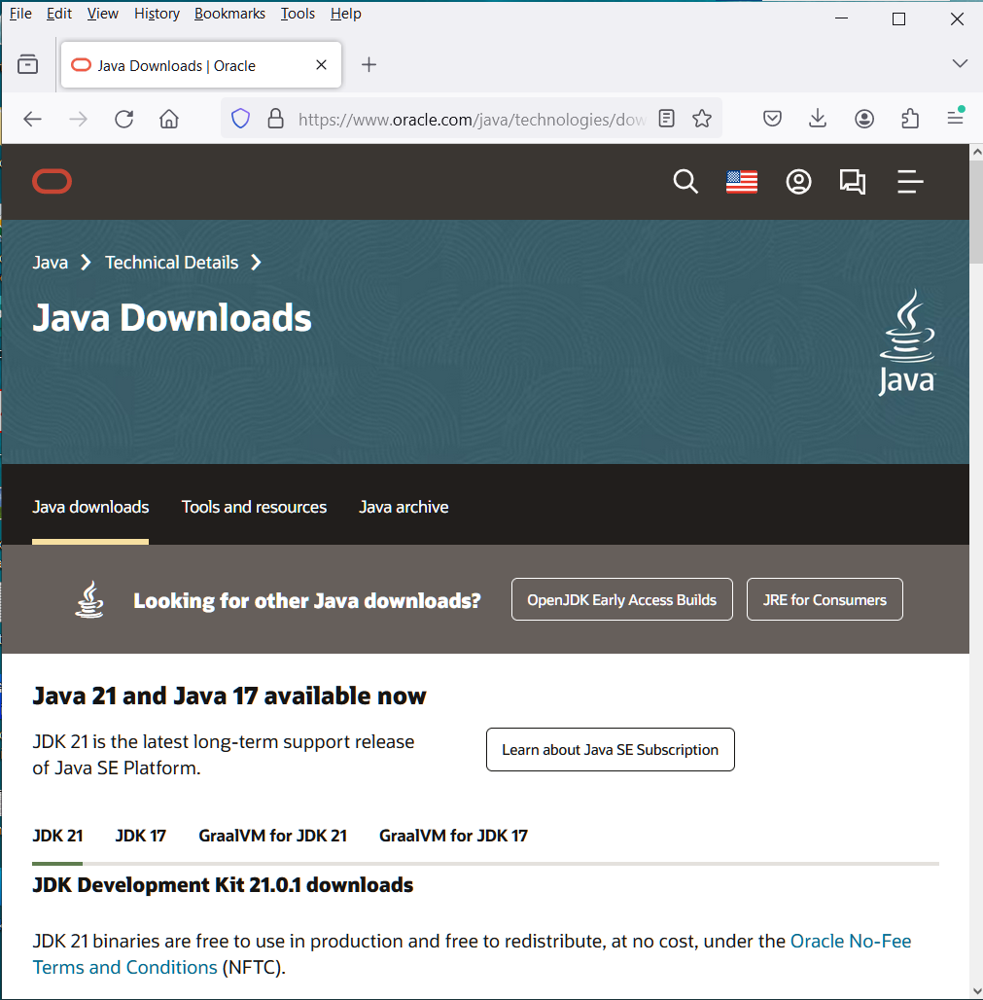 File Edit View History Bookmarks Tools Help
Java Downloads | Oracle
https://www.oracle.com/java/technologies/dow
Java Technical Details
Java Downloads
Java
Java downloads Tools and resources Java archive
Looking for other Java downloads? OpenJDK Early Access Builds JRE for Consumers
Java 21 and Java 17 available now
JDK 21 is the latest long-term support release
of Java SE Platform.
Learn about Java SE Subscription
JDK 21 JDK 17 GraalVM for JDK 21 GraalVM for JDK 17
JDK Development Kit 21.0.1 downloads
JDK 21 binaries are free to use in production and free to redistribute, at no cost, under the Oracle No-Fee
Terms and Conditions (NFTC).